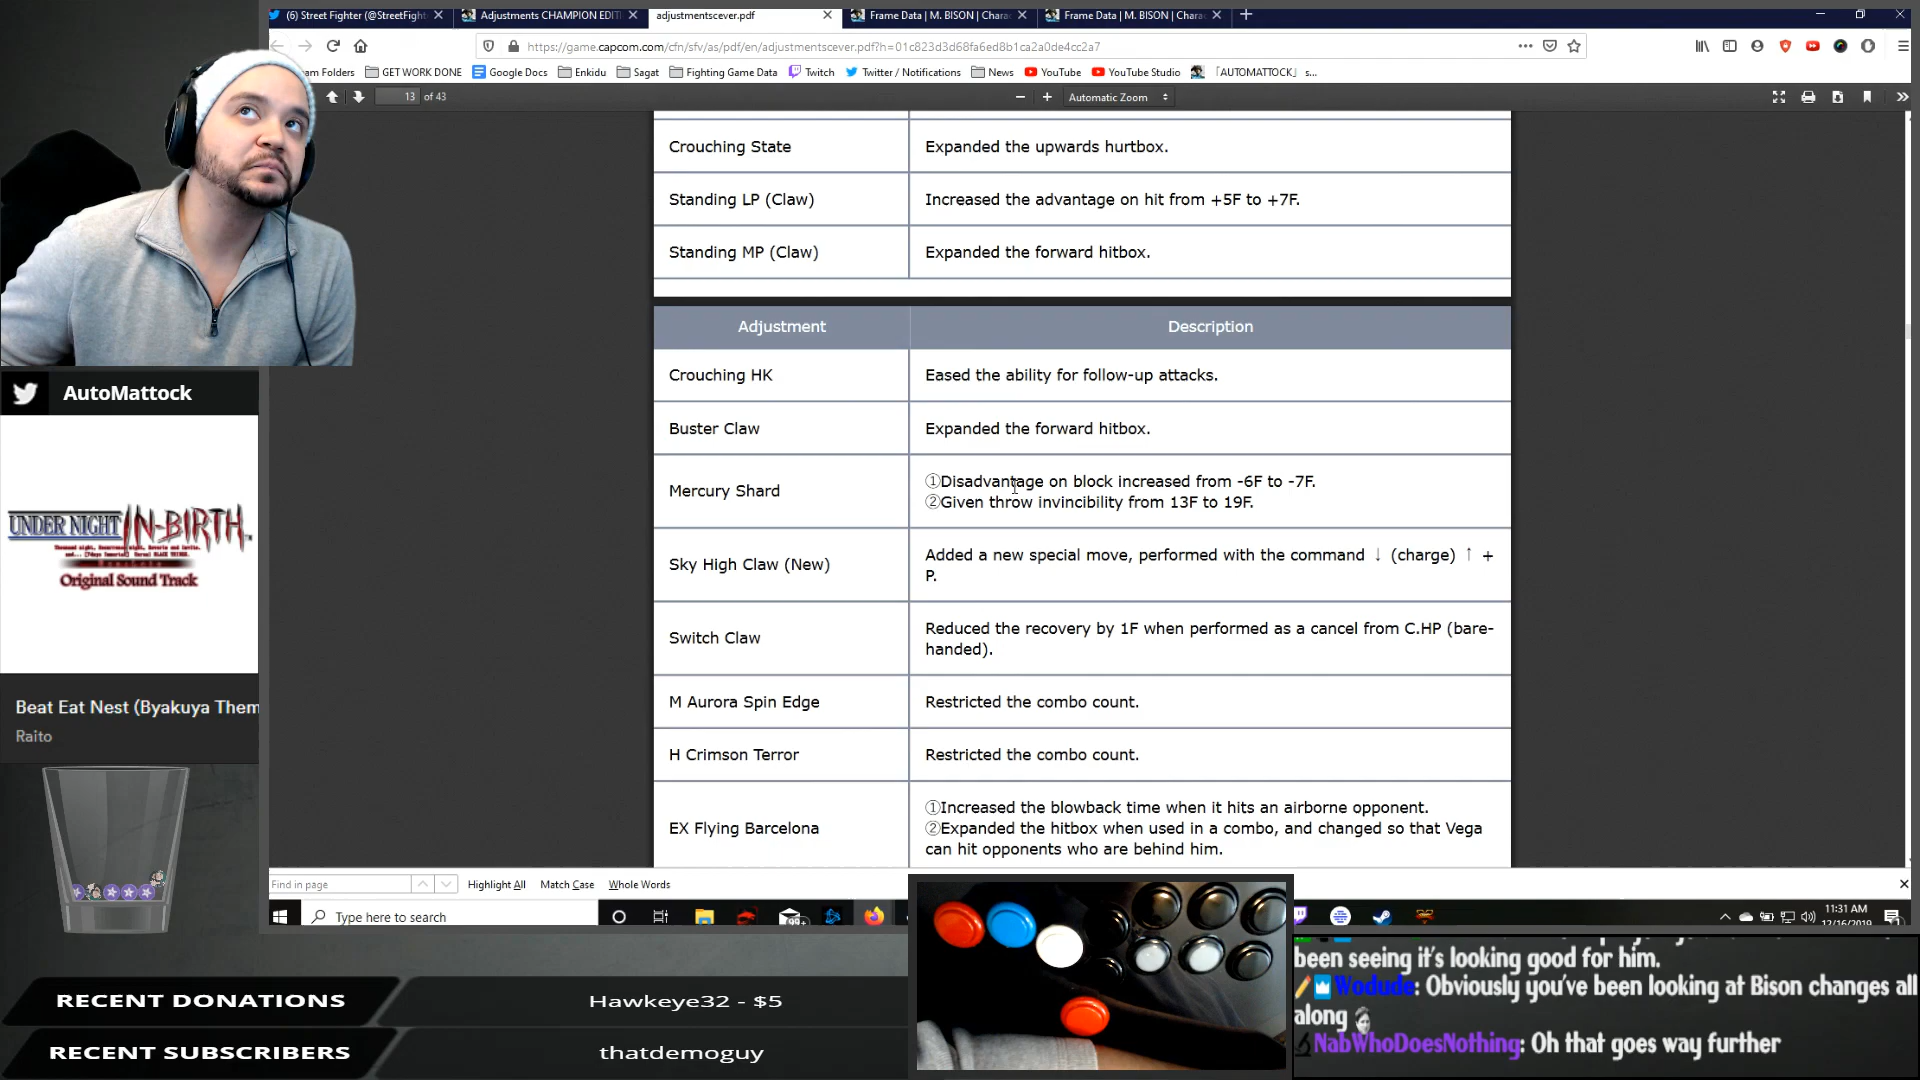 (6) Street Fighter (@StreetFight
Adjustments CHAMPION EDIT
adjustmentscever.pdf
Frame Data | M. BISON | Chara
Frame Data | M. BISON | Chara
https://game.capcom.com/cfn/sfv/as/pdf/en/adjustmentscever.pdf?h=01c823d3d68fa6ed8b1ca2a0de4cc2a7
am Folders
GET WORK DONE
Google Docs
Enkidu
Sagat
Fighting Game Data
Twitch
Twitter / Notifications
News
YouTube
YouTube Studio
「AUTOMATTOCK」 s...
13 of 43
Automatic Zoom
Crouching State
Expanded the upwards hurtbox.
Standing LP (Claw)
Increased the advantage on hit from +5F to +7F.
Standing MP (Claw)
Expanded the forward hitbox.
Adjustment
Description
Crouching HK
Eased the ability for follow-up attacks.
Buster Claw
Expanded the forward hitbox.
Mercury Shard
①Disadvantage on block increased from -6F to -7F.
②Given throw invincibility from 13F to 19F.
Sky High Claw (New)
Added a new special move, performed with the command ↓ (charge) ↑ +
P.
Switch Claw
Reduced the recovery by 1F when performed as a cancel from C.HP (bare-
handed).
M Aurora Spin Edge
Restricted the combo count.
H Crimson Terror
Restricted the combo count.
EX Flying Barcelona
①Increased the blowback time when it hits an airborne opponent.
②Expanded the hitbox when used in a combo, and changed so that Vega
can hit opponents who are behind him.
Find in page
Highlight All
Match Case
Whole Words
Type here to search
99+
11:31 AM
12/16/2019
AutoMattock
UNDER NIGHT IN-BIRTH
Original Sound Track
Beat Eat Nest (Byakuya Them
Raito
RECENT DONATIONS
Hawkeye32 - $5
RECENT SUBSCRIBERS
thatdemoguy
been seeing it's looking good for him.
Wodude: Obviously you've been looking at Bison changes all
along
NabWhoDoesNothing: Oh that goes way further